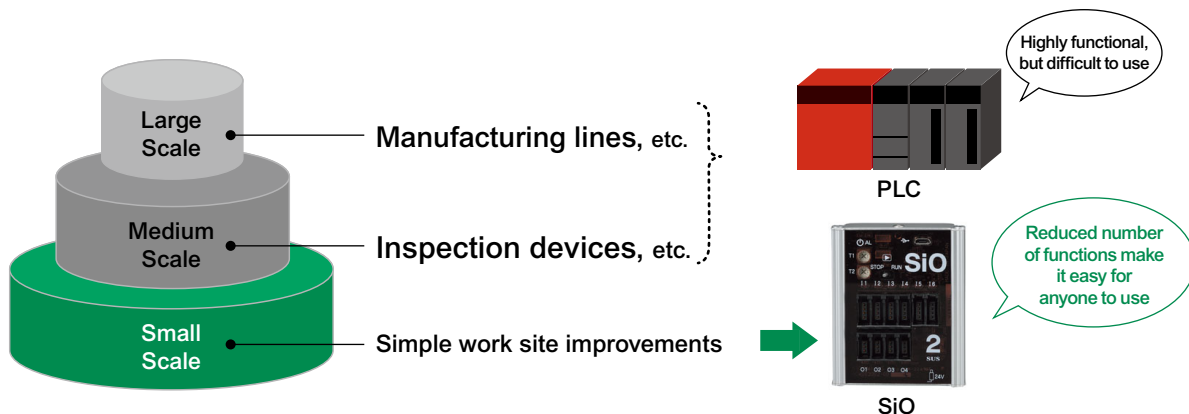 Large
Scale
Manufacturing lines, etc.
Highly functional,
but difficult to use
PLC
Medium
Scale
Inspection devices, etc.
Small
Scale
Simple work site improvements
AL
T1
T2
STOP RUN
SiO
I1 I2 I3 I4 I5 I6
2
SUS
O1 O2 O3 O4
24V
SiO
Reduced number
of functions make
it easy for
anyone to use